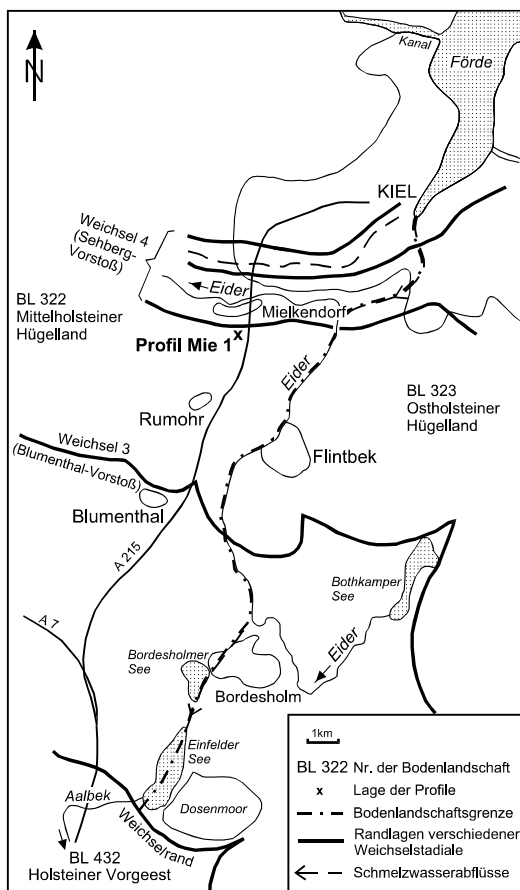 N
Kanal
Förde
KIEL
Weichsel 4
(Sehberg-
Vorstoß)
Eider
BL 322
Mittelholsteiner
Hügelland
Mielkendorf
Profil Mie 1
x
Eider
BL 323
Ostholsteiner
Hügelland
Rumohr
Weichsel 3
(Blumenthal-Vorstoß)
Flintbek
Blumenthal
A 215
Bothkamper
See
A 7
Eider
Bordesholmer
See
Bordesholm
Einfelder
See
Aalbek
Dosenmoor
Weichselrand
BL 432
Holsteiner Vorgeest
1km
BL 322 Nr. der Bodenlandschaft
x Lage der Profile
Bodenlandschaftsgrenze
Randlagen verschiedener
Weichselstadiale
Schmelzwasserabflüsse